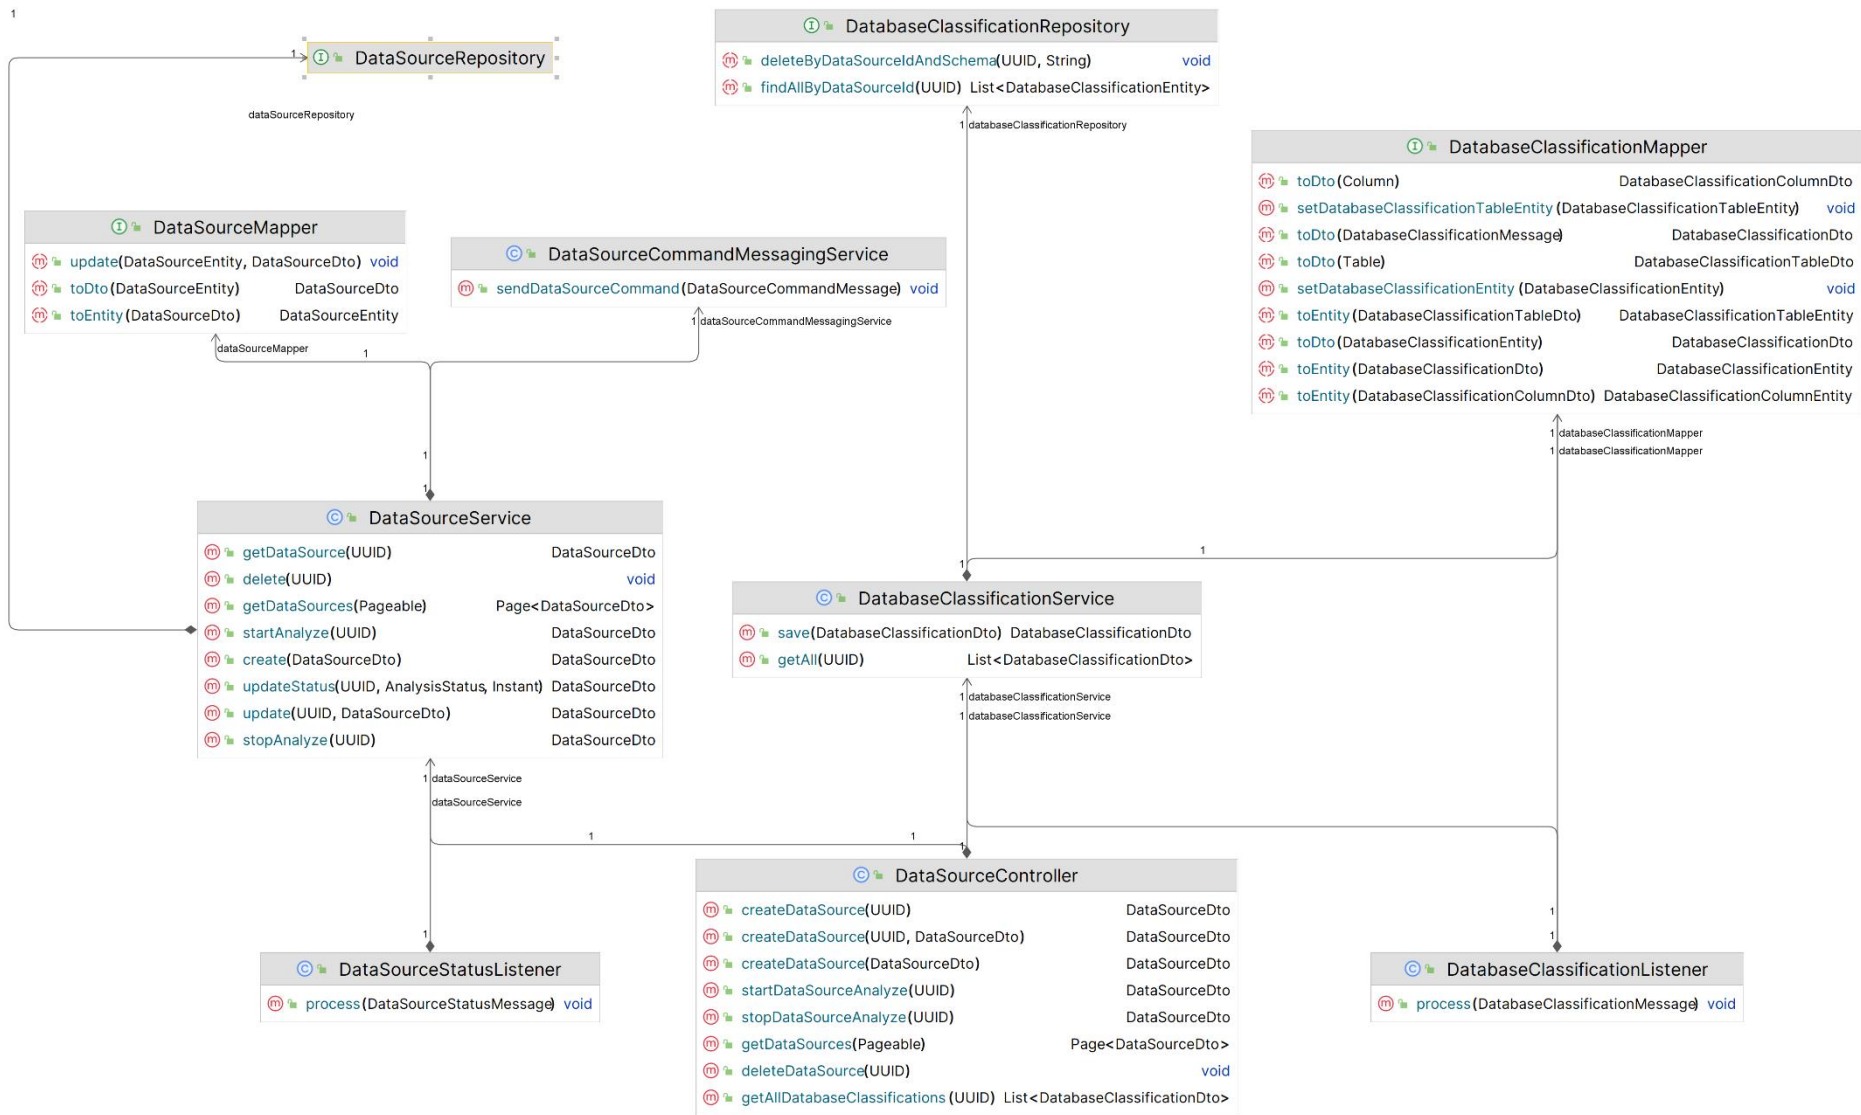 1
DataSourceRepository
1
dataSourceRepository
DatabaseClassificationRepository
deleteByDataSourceIdAndSchema(UUID, String) void
findAllByDataSourceId(UUID) List<DatabaseClassificationEntity>
1 databaseClassificationRepository
DatabaseClassificationMapper
toDto(Column) DatabaseClassificationColumnDto
setDatabaseClassificationTableEntity(DatabaseClassificationTableEntity) void
toDto(DatabaseClassificationMessage) DatabaseClassificationDto
toDto(Table) DatabaseClassificationTableDto
setDatabaseClassificationEntity(DatabaseClassificationEntity) void
toEntity(DatabaseClassificationTableDto) DatabaseClassificationTableEntity
toDto(DatabaseClassificationEntity) DatabaseClassificationDto
toEntity(DatabaseClassificationDto) DatabaseClassificationEntity
toEntity(DatabaseClassificationColumnDto) DatabaseClassificationColumnEntity
1 databaseClassificationMapper
1 databaseClassificationMapper
DataSourceMapper
update(DataSourceEntity, DataSourceDto) void
toDto(DataSourceEntity) DataSourceDto
toEntity(DataSourceDto) DataSourceEntity
dataSourceMapper
1
DataSourceCommandMessagingService
sendDataSourceCommand(DataSourceCommandMessage) void
1 dataSourceCommandMessagingService
1
1
DataSourceService
getDataSource(UUID) DataSourceDto
delete(UUID) void
getDataSources(Pageable) Page<DataSourceDto>
startAnalyze(UUID) DataSourceDto
create(DataSourceDto) DataSourceDto
updateStatus(UUID, AnalysisStatus, Instant) DataSourceDto
update(UUID, DataSourceDto) DataSourceDto
stopAnalyze(UUID) DataSourceDto
1 dataSourceService
dataSourceService
1
1
DatabaseClassificationService
save(DatabaseClassificationDto) DatabaseClassificationDto
getAll(UUID) List<DatabaseClassificationDto>
1 databaseClassificationService
1 databaseClassificationService
1
1
1
DataSourceController
createDataSource(UUID) DataSourceDto
createDataSource(UUID, DataSourceDto) DataSourceDto
createDataSource(DataSourceDto) DataSourceDto
startDataSourceAnalyze(UUID) DataSourceDto
stopDataSourceAnalyze(UUID) DataSourceDto
getDataSources(Pageable) Page<DataSourceDto>
deleteDataSource(UUID) void
getAllDatabaseClassifications(UUID) List<DatabaseClassificationDto>
1
DataSourceStatusListener
process(DataSourceStatusMessage) void
1
1
DatabaseClassificationListener
process(DatabaseClassificationMessage) void